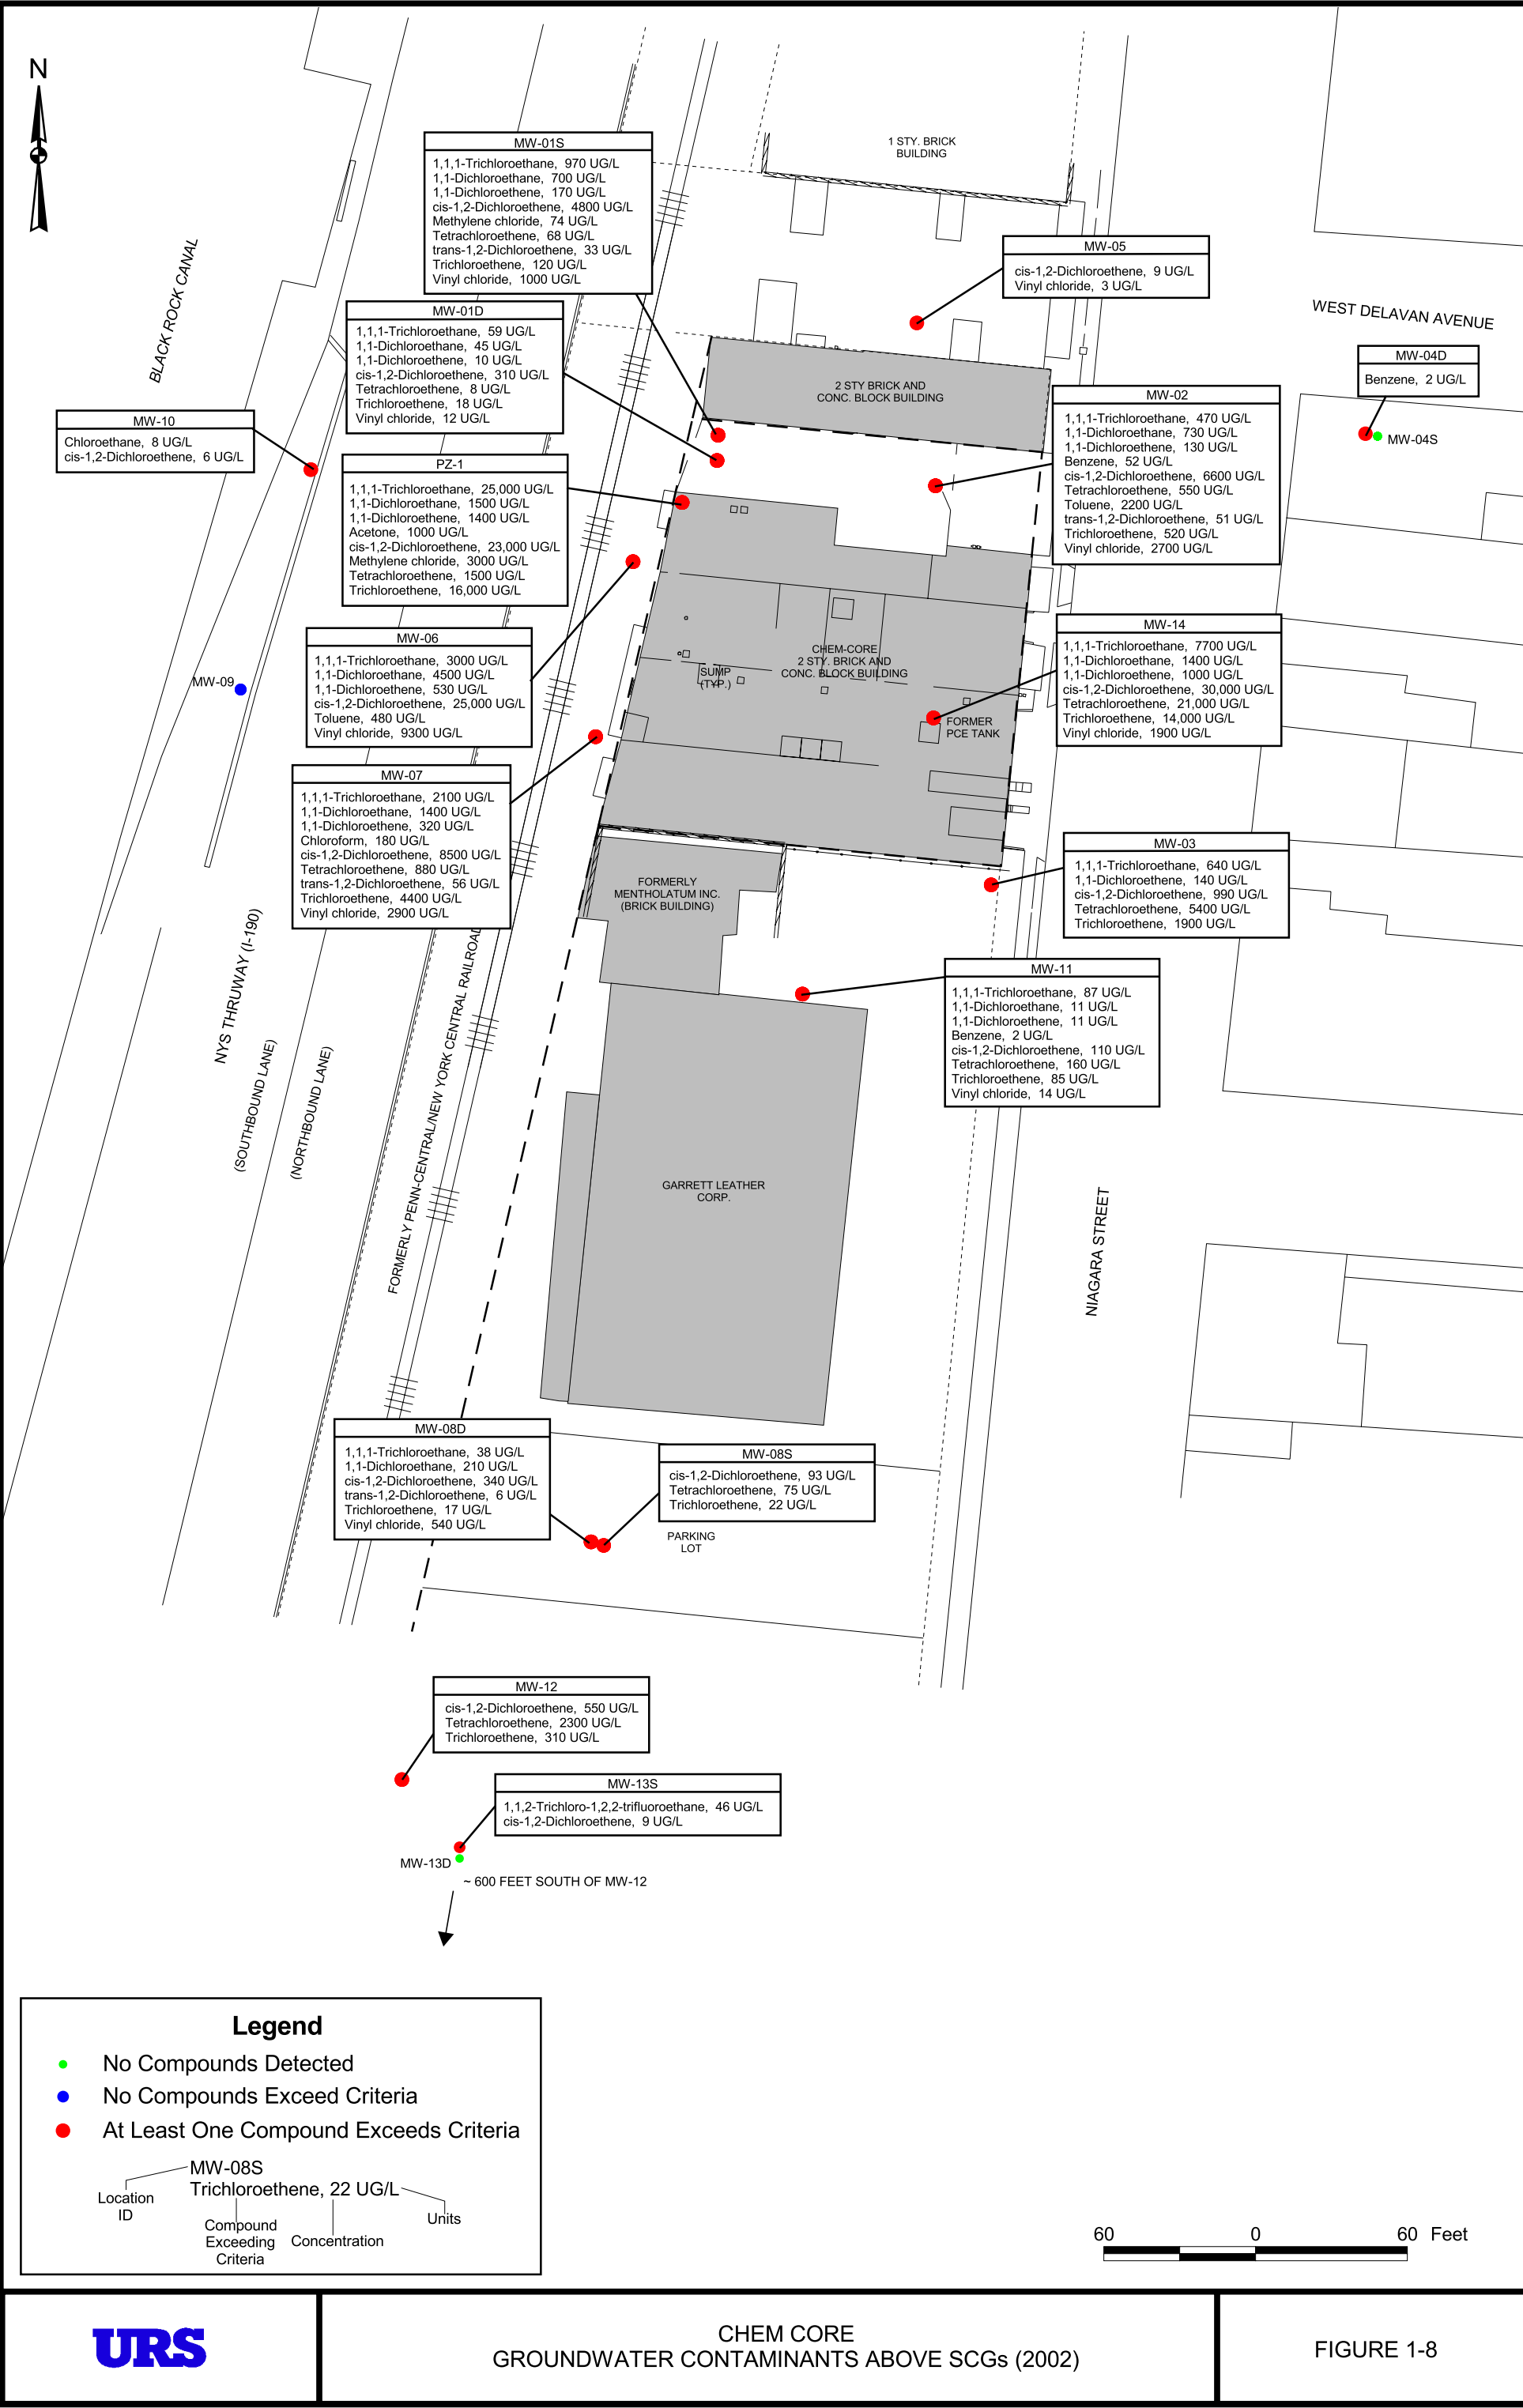 N
1 STY. BRICK
BUILDING
MW-01S
1,1,1-Trichloroethane, 970 UG/L
1,1-Dichloroethane, 700 UG/L
1,1-Dichloroethene, 170 UG/L
cis-1,2-Dichloroethene, 4800 UG/L
Methylene chloride, 74 UG/L
Tetrachloroethene, 68 UG/L
trans-1,2-Dichloroethene, 33 UG/L
Trichloroethene, 120 UG/L
Vinyl chloride, 1000 UG/L
MW-05
cis-1,2-Dichloroethene, 9 UG/L
Vinyl chloride, 3 UG/L
BLACK ROCK CANAL
WEST DELAVAN AVENUE
MW-01D
1,1,1-Trichloroethane, 59 UG/L
1,1-Dichloroethane, 45 UG/L
1,1-Dichloroethene, 10 UG/L
cis-1,2-Dichloroethene, 310 UG/L
Tetrachloroethene, 8 UG/L
Trichloroethene, 18 UG/L
Vinyl chloride, 12 UG/L
2 STY BRICK AND
CONC. BLOCK BUILDING
MW-04D
Benzene, 2 UG/L
MW-04S
MW-02
1,1,1-Trichloroethane, 470 UG/L
1,1-Dichloroethane, 730 UG/L
1,1-Dichloroethene, 130 UG/L
Benzene, 52 UG/L
cis-1,2-Dichloroethene, 6600 UG/L
Tetrachloroethene, 550 UG/L
Toluene, 2200 UG/L
trans-1,2-Dichloroethene, 51 UG/L
Trichloroethene, 520 UG/L
Vinyl chloride, 2700 UG/L
MW-10
Chloroethane, 8 UG/L
cis-1,2-Dichloroethene, 6 UG/L
PZ-1
1,1,1-Trichloroethane, 25,000 UG/L
1,1-Dichloroethane, 1500 UG/L
1,1-Dichloroethene, 1400 UG/L
Acetone, 1000 UG/L
cis-1,2-Dichloroethene, 23,000 UG/L
Methylene chloride, 3000 UG/L
Tetrachloroethene, 1500 UG/L
Trichloroethene, 16,000 UG/L
MW-06
1,1,1-Trichloroethane, 3000 UG/L
1,1-Dichloroethane, 4500 UG/L
1,1-Dichloroethene, 530 UG/L
cis-1,2-Dichloroethene, 25,000 UG/L
Toluene, 480 UG/L
Vinyl chloride, 9300 UG/L
MW-14
1,1,1-Trichloroethane, 7700 UG/L
1,1-Dichloroethane, 1400 UG/L
1,1-Dichloroethene, 1000 UG/L
cis-1,2-Dichloroethene, 30,000 UG/L
Tetrachloroethene, 21,000 UG/L
Trichloroethene, 14,000 UG/L
Vinyl chloride, 1900 UG/L
CHEM-CORE
2 STY. BRICK AND
CONC. BLOCK BUILDING
SUMP
(TYP.)
FORMER
PCE TANK
MW-09
MW-07
1,1,1-Trichloroethane, 2100 UG/L
1,1-Dichloroethane, 1400 UG/L
1,1-Dichloroethene, 320 UG/L
Chloroform, 180 UG/L
cis-1,2-Dichloroethene, 8500 UG/L
Tetrachloroethene, 880 UG/L
trans-1,2-Dichloroethene, 56 UG/L
Trichloroethene, 4400 UG/L
Vinyl chloride, 2900 UG/L
MW-03
1,1,1-Trichloroethane, 640 UG/L
1,1-Dichloroethane, 140 UG/L
cis-1,2-Dichloroethene, 990 UG/L
Tetrachloroethene, 5400 UG/L
Trichloroethene, 1900 UG/L
FORMERLY
MENTHOLATUM INC.
(BRICK BUILDING)
MW-11
1,1,1-Trichloroethane, 87 UG/L
1,1-Dichloroethane, 11 UG/L
1,1-Dichloroethene, 11 UG/L
Benzene, 2 UG/L
cis-1,2-Dichloroethene, 110 UG/L
Tetrachloroethene, 160 UG/L
Trichloroethene, 85 UG/L
Vinyl chloride, 14 UG/L
NYS THRUWAY (I-190)
(SOUTHBOUND LANE)
(NORTHBOUND LANE)
FORMERLY PENN-CENTRAL/NEW YORK CENTRAL RAILROAD
GARRETT LEATHER
CORP.
NIAGARA STREET
MW-08D
1,1,1-Trichloroethane, 38 UG/L
1,1-Dichloroethane, 210 UG/L
cis-1,2-Dichloroethene, 340 UG/L
trans-1,2-Dichloroethene, 6 UG/L
Trichloroethene, 17 UG/L
Vinyl chloride, 540 UG/L
MW-08S
cis-1,2-Dichloroethene, 93 UG/L
Tetrachloroethene, 75 UG/L
Trichloroethene, 22 UG/L
PARKING
LOT
MW-12
cis-1,2-Dichloroethene, 550 UG/L
Tetrachloroethene, 2300 UG/L
Trichloroethene, 310 UG/L
MW-13S
1,1,2-Trichloro-1,2,2-trifluoroethane, 46 UG/L
cis-1,2-Dichloroethene, 9 UG/L
MW-13D
~ 600 FEET SOUTH OF MW-12
Legend
No Compounds Detected
No Compounds Exceed Criteria
At Least One Compound Exceeds Criteria
MW-08S
Trichloroethene, 22 UG/L
Location
ID
Compound
Exceeding
Criteria
Concentration
Units
60 0 60 Feet
URS
CHEM CORE
GROUNDWATER CONTAMINANTS ABOVE SCGs (2002)
FIGURE 1-8